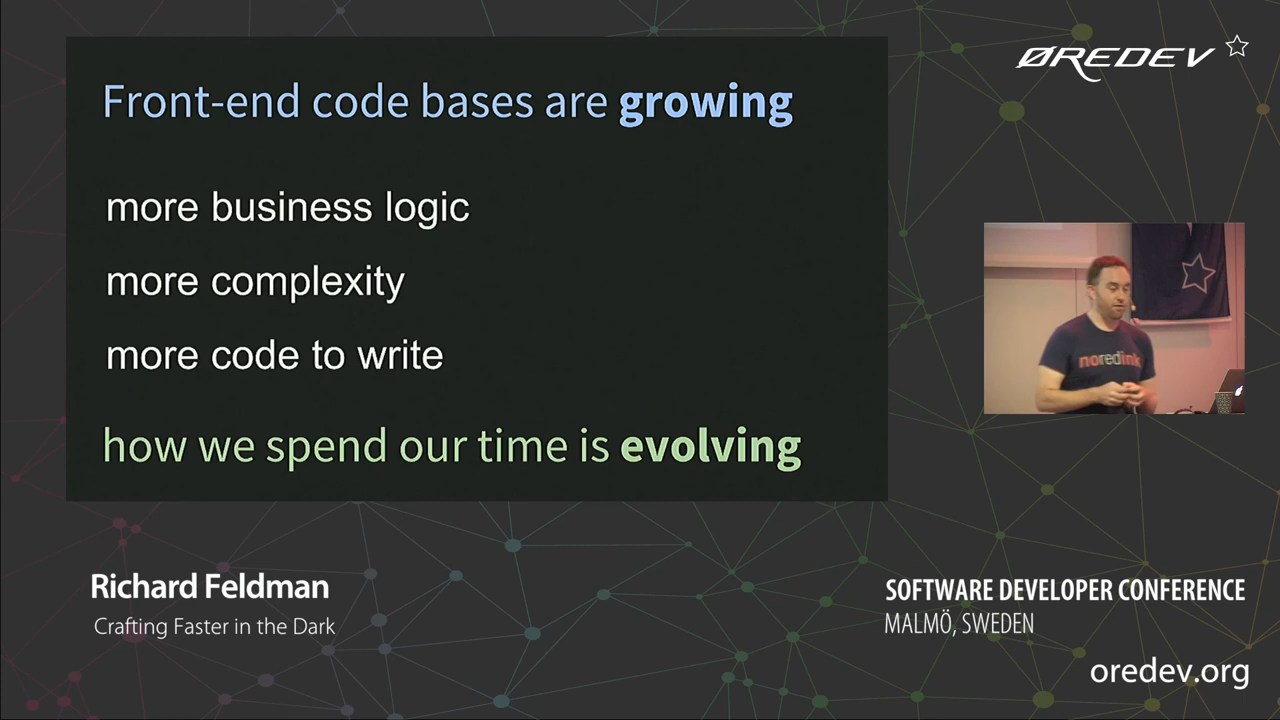 ØREDEV
Front-end code bases are growing
more business logic
more complexity
more code to write
how we spend our time is evolving
noredink
Richard Feldman
Crafting Faster in the Dark
SOFTWARE DEVELOPER CONFERENCE
MALMÖ, SWEDEN
oredev.org